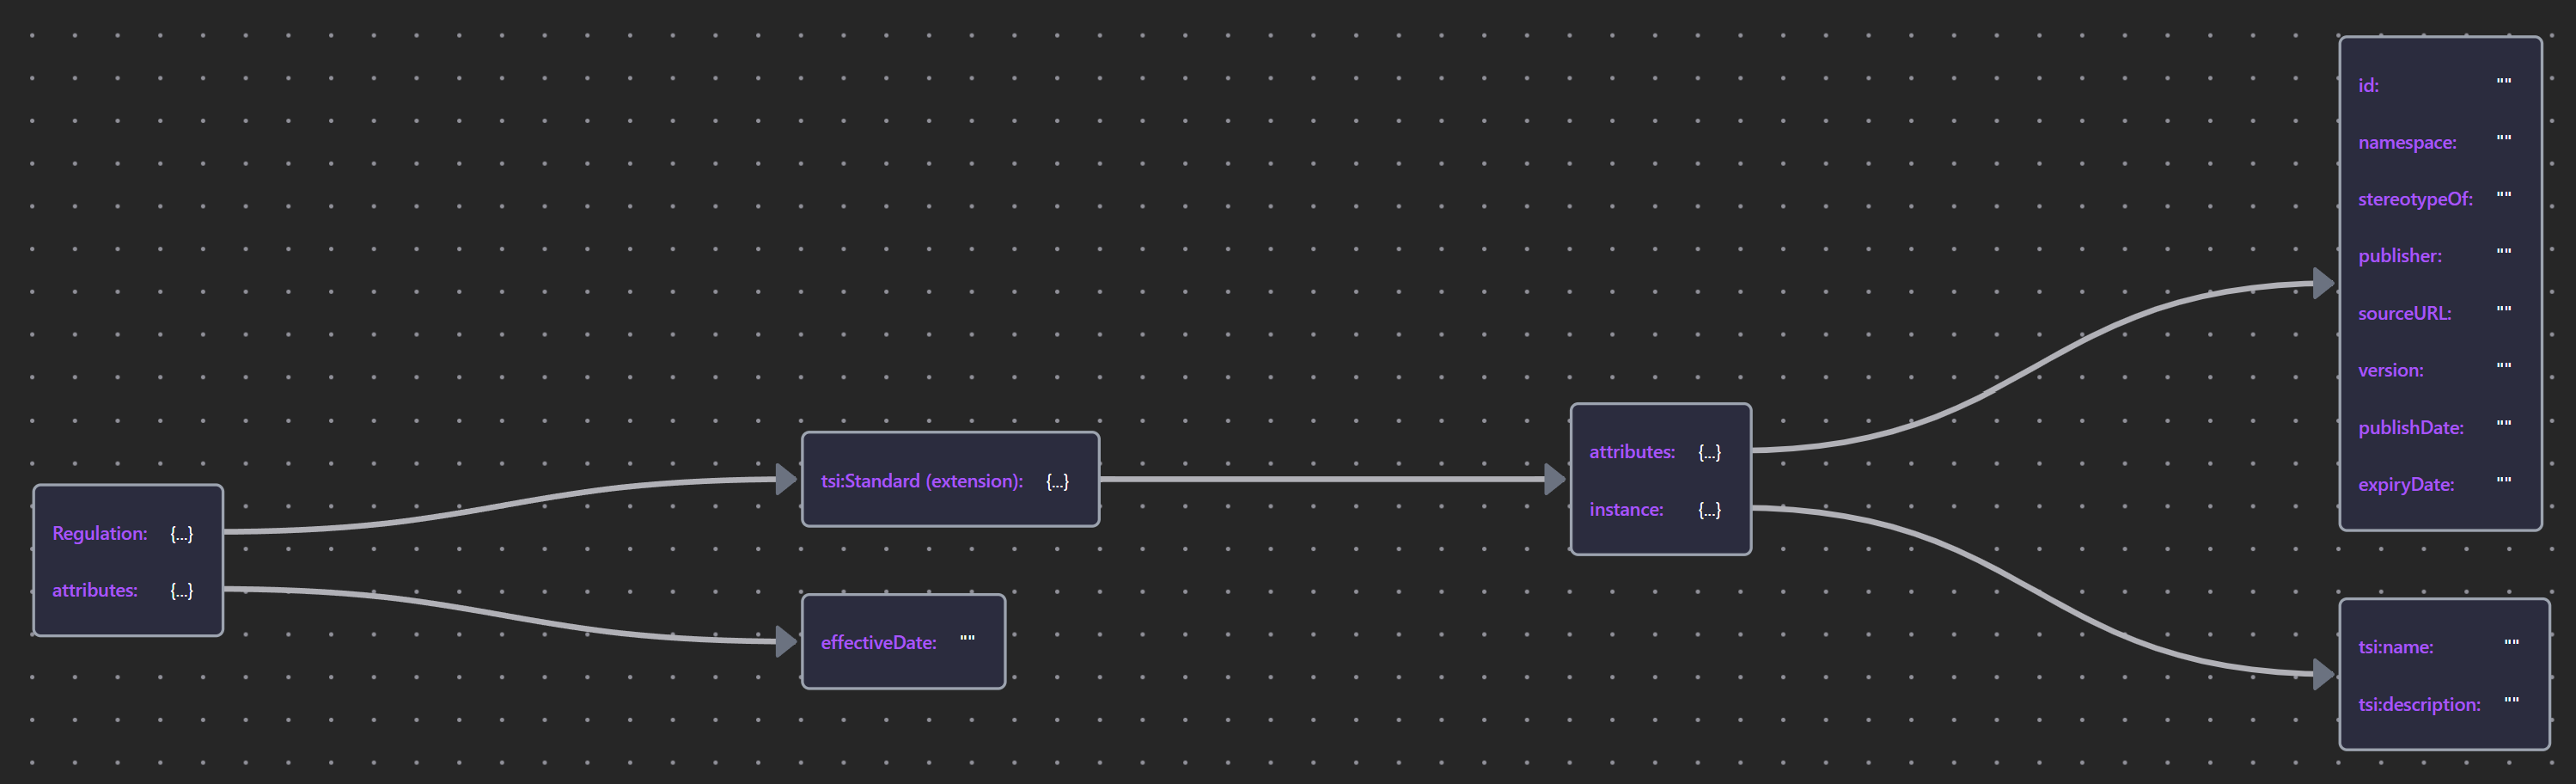 Regulation: {...}
attributes: {...}
tsi:Standard (extension): {...}
effectiveDate: ""
attributes: {...}
instance: {...}
id: ""
namespace: ""
stereotypeOf: ""
publisher: ""
sourceURL: ""
version: ""
publishDate: ""
expiryDate: ""
tsi:name: ""
tsi:description: ""